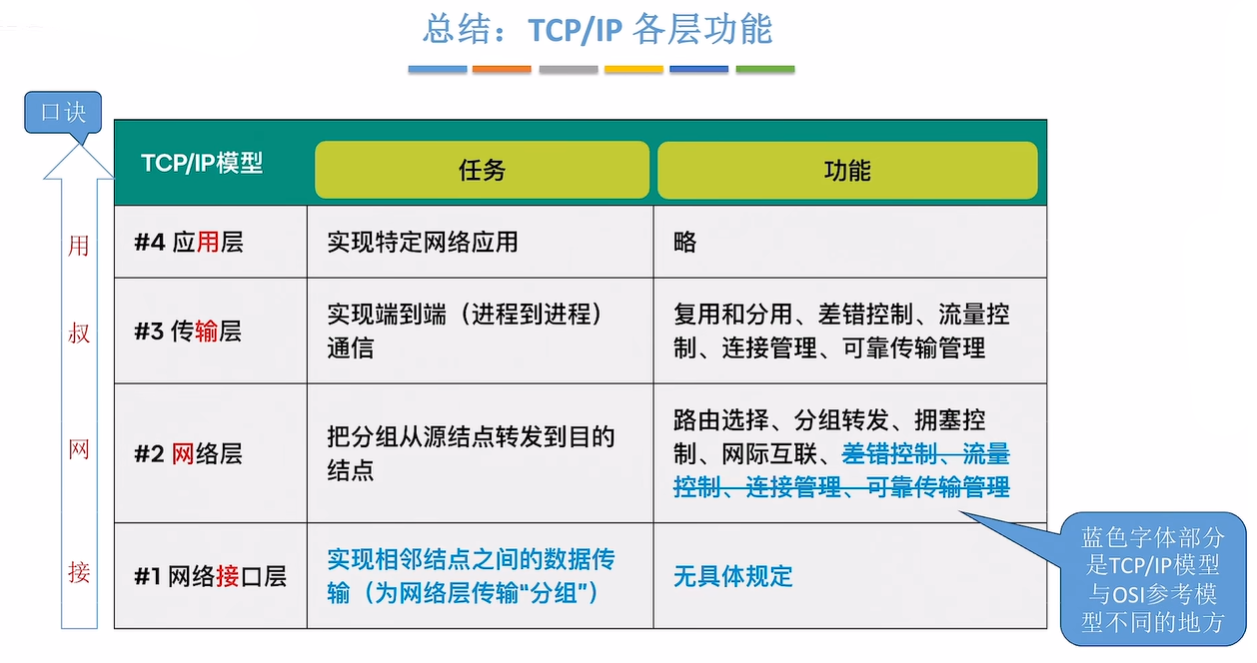 总结：TCP/IP 各层功能
口诀
TCP/IP模型
任务
功能
用
#4 应用层
实现特定网络应用
略
叔
#3 传输层
实现端到端（进程到进程）
通信
复用和分用、差错控制、流量控
制、连接管理、可靠传输管理
网
#2 网络层
把分组从源结点转发到目的
结点
路由选择、分组转发、拥塞控
制、网际互联、差错控制、流量
控制、连接管理、可靠传输管理
接
#1 网络接口层
实现相邻结点之间的数据传
输（为网络层传输“分组”）
无具体规定
蓝色字体部分
是TCP/IP模型
与OSI参考模
型不同的地方